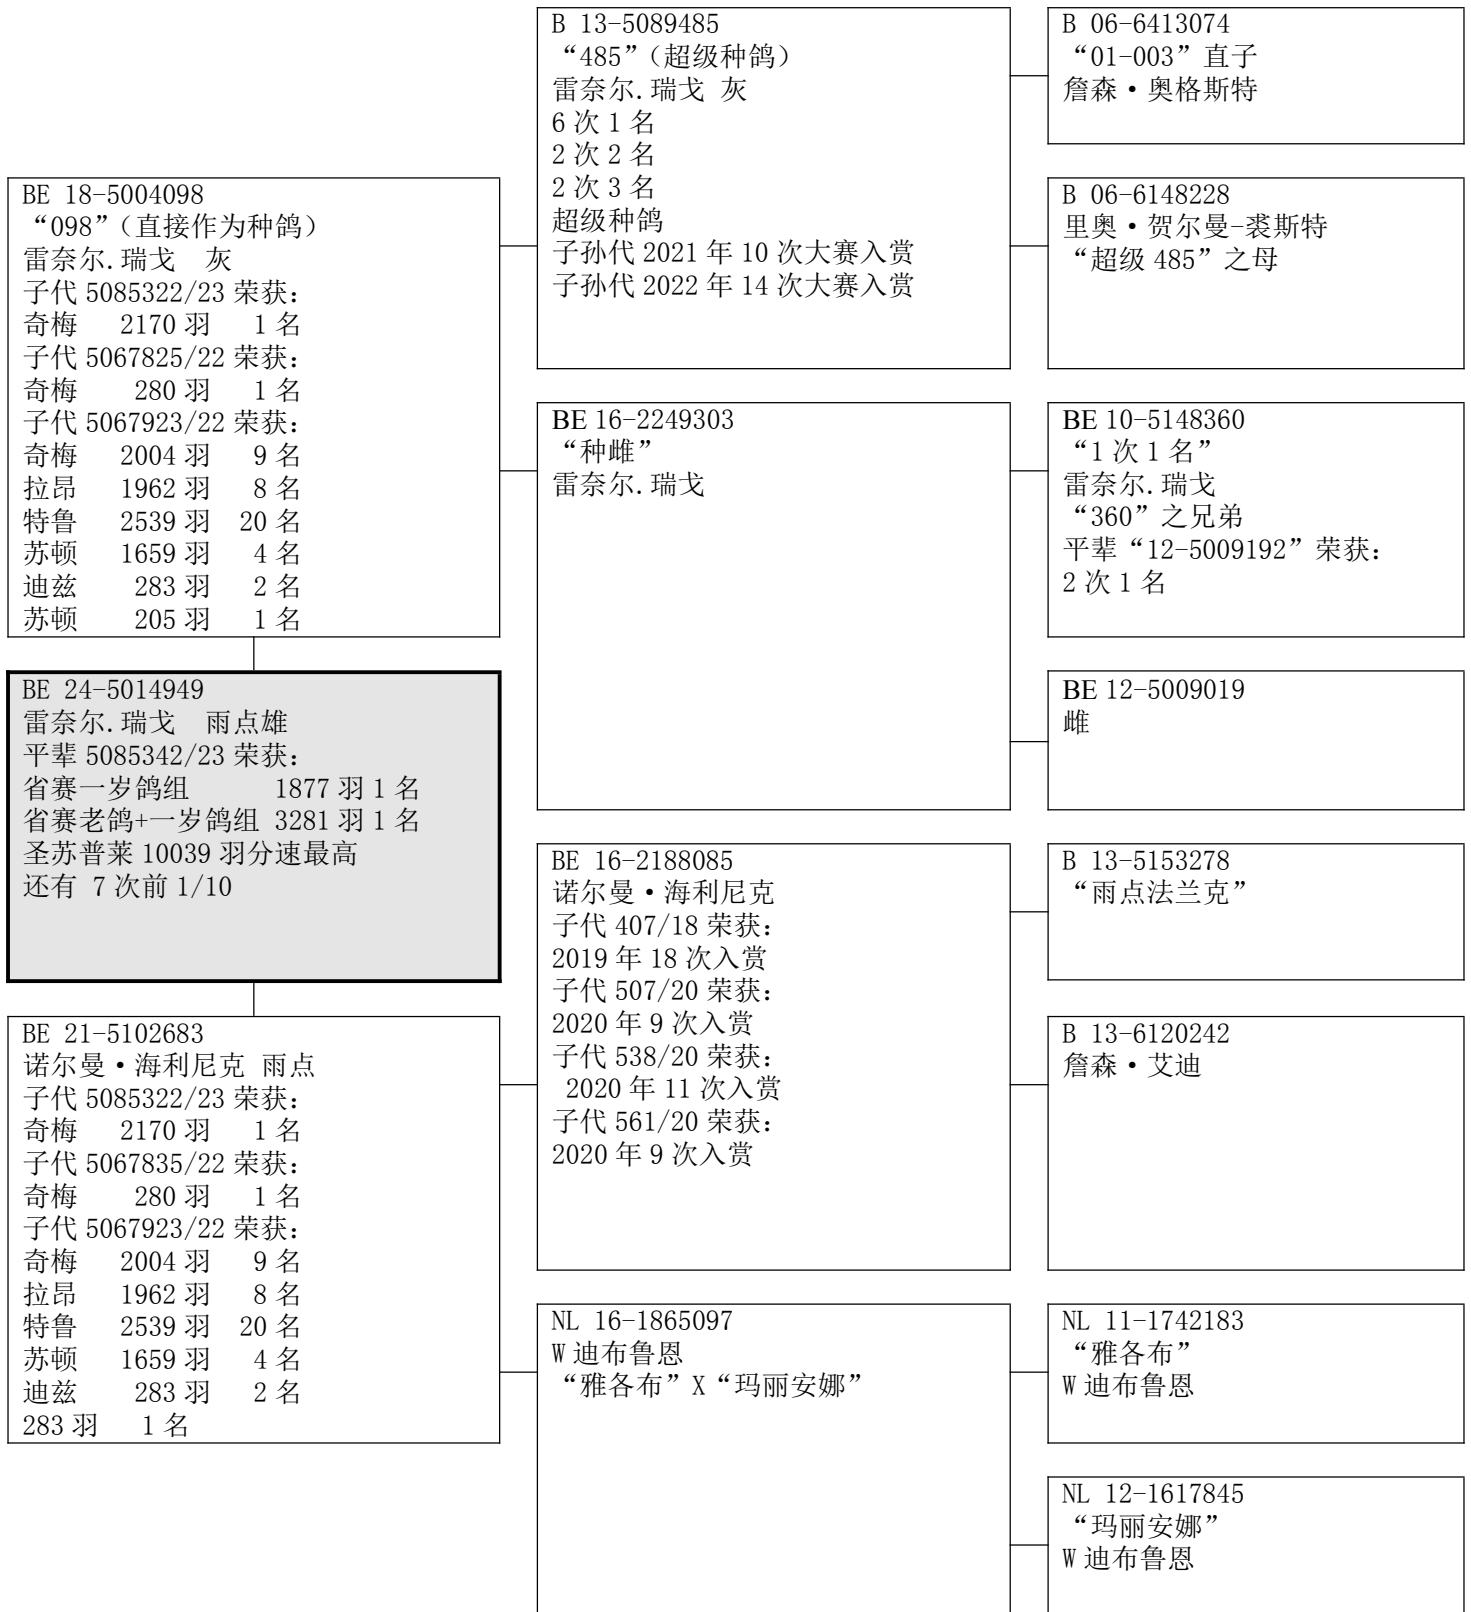 BE 18-5004098
“098”（直接作为种鸽）
雷奈尔.瑞戈 灰
子代 5085322/23 荣获：
奇梅 2170 羽 1 名
子代 5067825/22 荣获：
奇梅 280 羽 1 名
子代 5067923/22 荣获：
奇梅 2004 羽 9 名
拉昂 1962 羽 8 名
特鲁 2539 羽 20 名
苏顿 1659 羽 4 名
迪兹 283 羽 2 名
苏顿 205 羽 1 名
BE 24-5014949
雷奈尔.瑞戈 雨点雄
平辈 5085342/23 荣获：
省赛一岁鸽组 1877 羽 1 名
省赛老鸽+一岁鸽组 3281 羽 1 名
圣苏普莱 10039 羽分速最高
还有 7 次前 1/10
BE 21-5102683
诺尔曼·海利尼克 雨点
子代 5085322/23 荣获：
奇梅 2170 羽 1 名
子代 5067835/22 荣获：
奇梅 280 羽 1 名
子代 5067923/22 荣获：
奇梅 2004 羽 9 名
拉昂 1962 羽 8 名
特鲁 2539 羽 20 名
苏顿 1659 羽 4 名
迪兹 283 羽 2 名
283 羽 1 名
B 13-5089485
“485”（超级种鸽）
雷奈尔.瑞戈 灰
6 次 1 名
2 次 2 名
2 次 3 名
超级种鸽
子孙代 2021 年 10 次大赛入赏
子孙代 2022 年 14 次大赛入赏
BE 16-2249303
“种雌”
雷奈尔.瑞戈
BE 16-2188085
诺尔曼·海利尼克
子代 407/18 荣获：
2019 年 18 次入赏
子代 507/20 荣获：
2020 年 9 次入赏
子代 538/20 荣获：
2020 年 11 次入赏
子代 561/20 荣获：
2020 年 9 次入赏
NL 16-1865097
W 迪布鲁恩
“雅各布”X“玛丽安娜”
B 06-6413074
“01-003”直子
詹森·奥格斯特
B 06-6148228
里奥·贺尔曼-裘斯特
“超级 485”之母
BE 10-5148360
“1 次 1 名”
雷奈尔.瑞戈
“360”之兄弟
平辈“12-5009192”荣获：
2 次 1 名
BE 12-5009019
雌
B 13-5153278
“雨点法兰克”
B 13-6120242
詹森·艾迪
NL 11-1742183
“雅各布”
W 迪布鲁恩
NL 12-1617845
“玛丽安娜”
W 迪布鲁恩